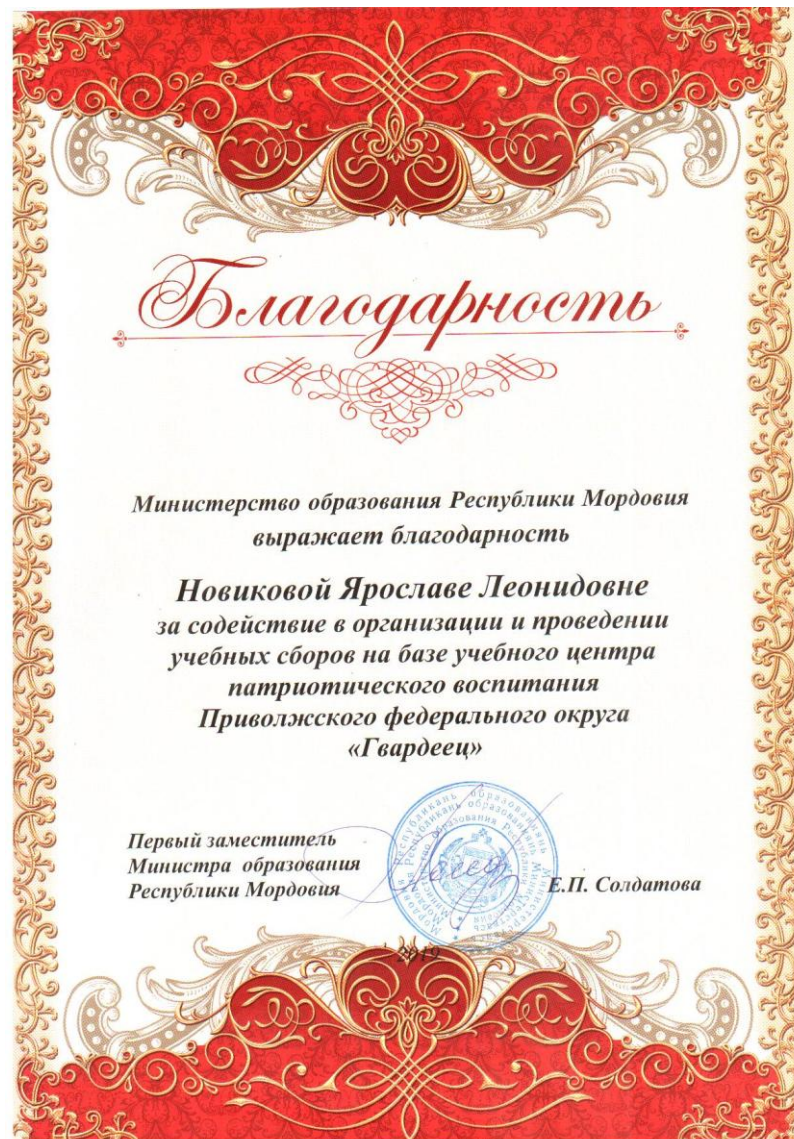 Благодарность
Министерство образования Республики Мордовия
выражает благодарность
Новиковой Ярославе Леонидовне
за содействие в организации и проведении
учебных сборов на базе учебного центра
патриотического воспитания
Приволжского федерального округа
«Гвардеец»
Первый заместитель
Министра образования
Республики Мордовия
Е.П. Солдатова
2019